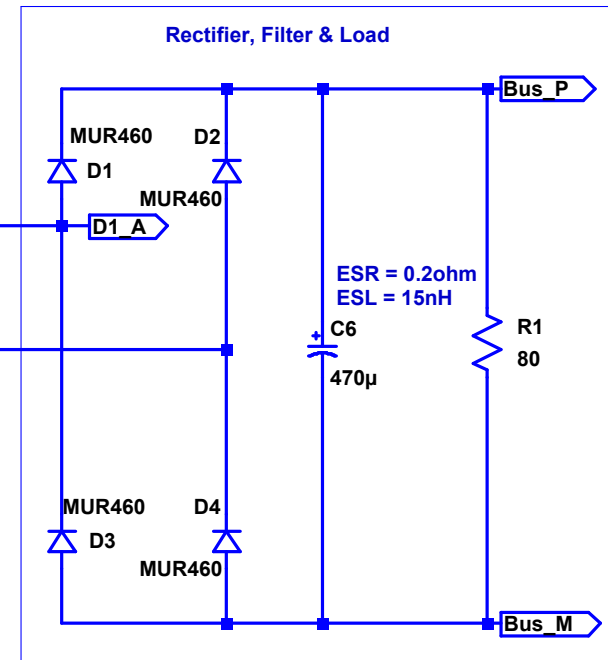 Rectifier, Filter & Load
Bus_P
MUR460
D2
D1
MUR460
D1_A
ESR = 0.2ohm
ESL = 15nH
C6
R1
80
470µ
MUR460
D4
D3
MUR460
Bus_M